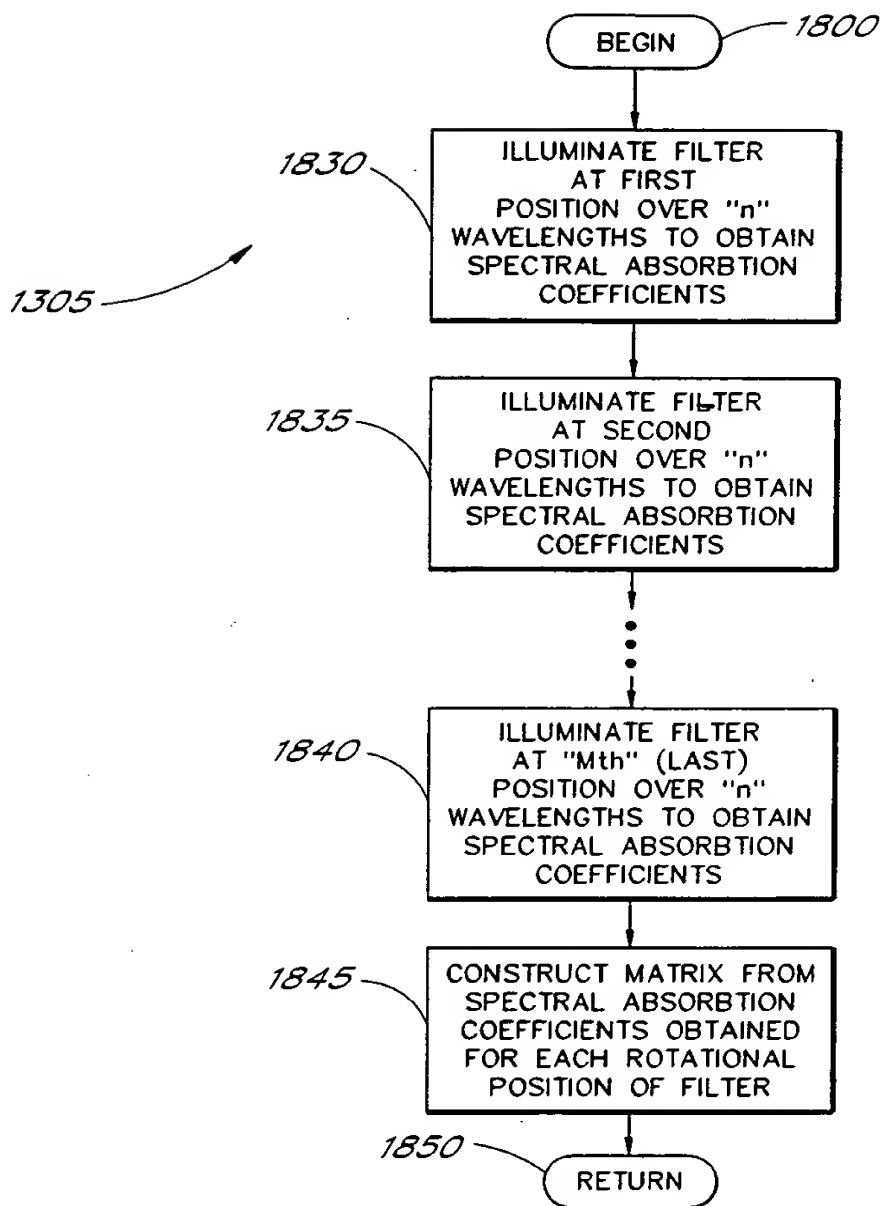 BEGIN
1800
1830
ILLUMINATE FILTER
AT FIRST
POSITION OVER "n"
WAVELENGTHS TO OBTAIN
SPECTRAL ABSORBTION
COEFFICIENTS
1305
1835
ILLUMINATE FILTER
AT SECOND
POSITION OVER "n"
WAVELENGTHS TO OBTAIN
SPECTRAL ABSORBTION
COEFFICIENTS
1840
ILLUMINATE FILTER
AT "Mth" (LAST)
POSITION OVER "n"
WAVELENGTHS TO OBTAIN
SPECTRAL ABSORBTION
COEFFICIENTS
1845
CONSTRUCT MATRIX FROM
SPECTRAL ABSORBTION
COEFFICIENTS OBTAINED
FOR EACH ROTATIONAL
POSITION OF FILTER
1850
RETURN